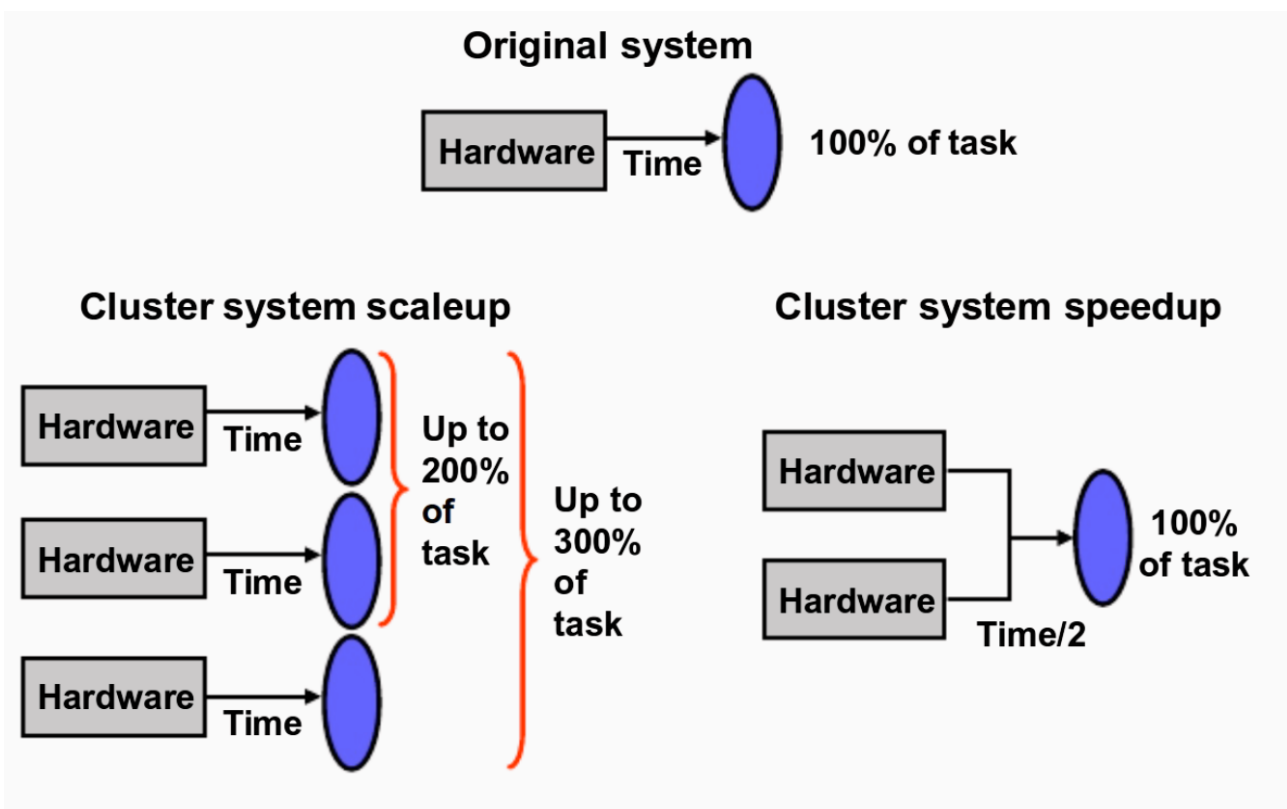 Original system
Hardware
Time
100% of task
Cluster system scaleup
Hardware
Time
Hardware
Time
Hardware
Time
Up to
200%
of
task
Up to
300%
of
task
Cluster system speedup
Hardware
Hardware
Time/2
100%
of task